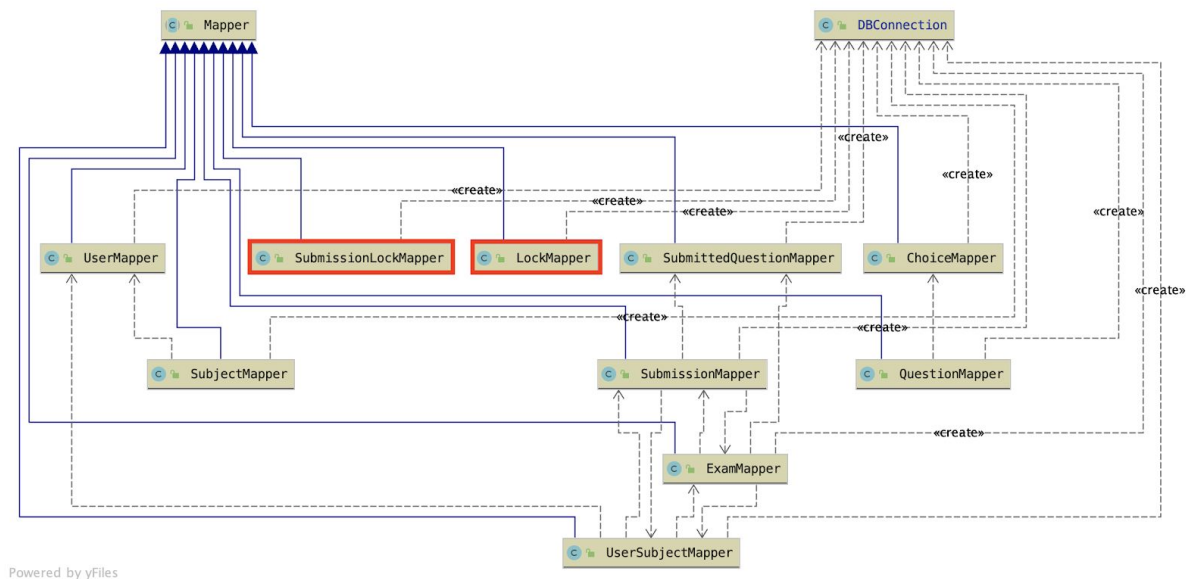 Mapper
DBConnection
«create»
«create»
«create»
«create»
«create»
«create»
UserMapper
SubmissionLockMapper
LockMapper
SubmittedQuestionMapper
ChoiceMapper
«create»
«create»
«create»
SubjectMapper
SubmissionMapper
QuestionMapper
«create»
ExamMapper
UserSubjectMapper
Powered by yFiles